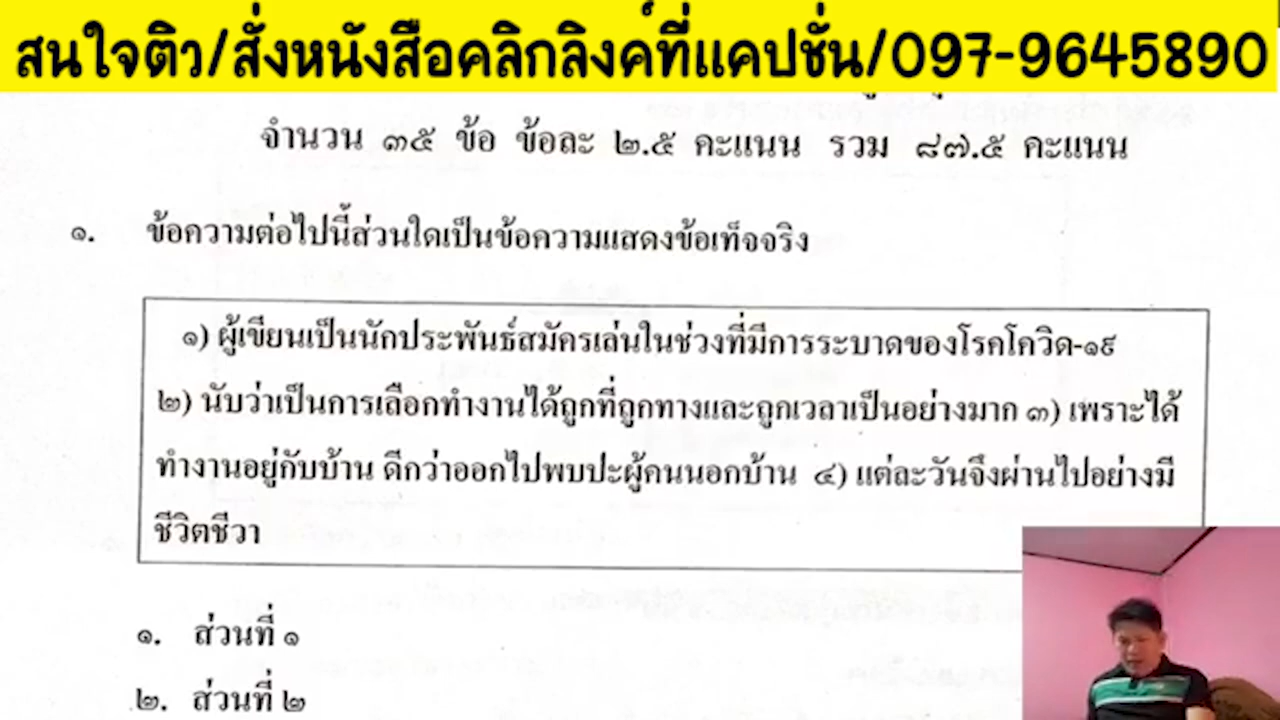 สนใจติว/สั่งหนังสือคลิกลิงค์ที่แคปชั่น/097-9645890
จำนวน ๓๕ ข้อ ข้อละ ๒.๕ คะแนน รวม ๘๗.๕ คะแนน
๑. ข้อความต่อไปนี้ส่วนใดเป็นข้อความแสดงข้อเท็จจริง
๑) ผู้เขียนเป็นนักประพันธ์สมัครเล่นในช่วงที่มีการระบาดของโรคโควิด-๑๙
๒) นับว่าเป็นการเลือกทำงานได้ถูกที่ถูกทางและถูกเวลาเป็นอย่างมาก ๓) เพราะได้
ทำงานอยู่กับบ้าน ดีกว่าออกไปพบปะผู้คนนอกบ้าน ๔) แต่ละวันจึงผ่านไปอย่างมี
ชีวิตชีวา
๑. ส่วนที่ ๑
๒. ส่วนที่ ๒